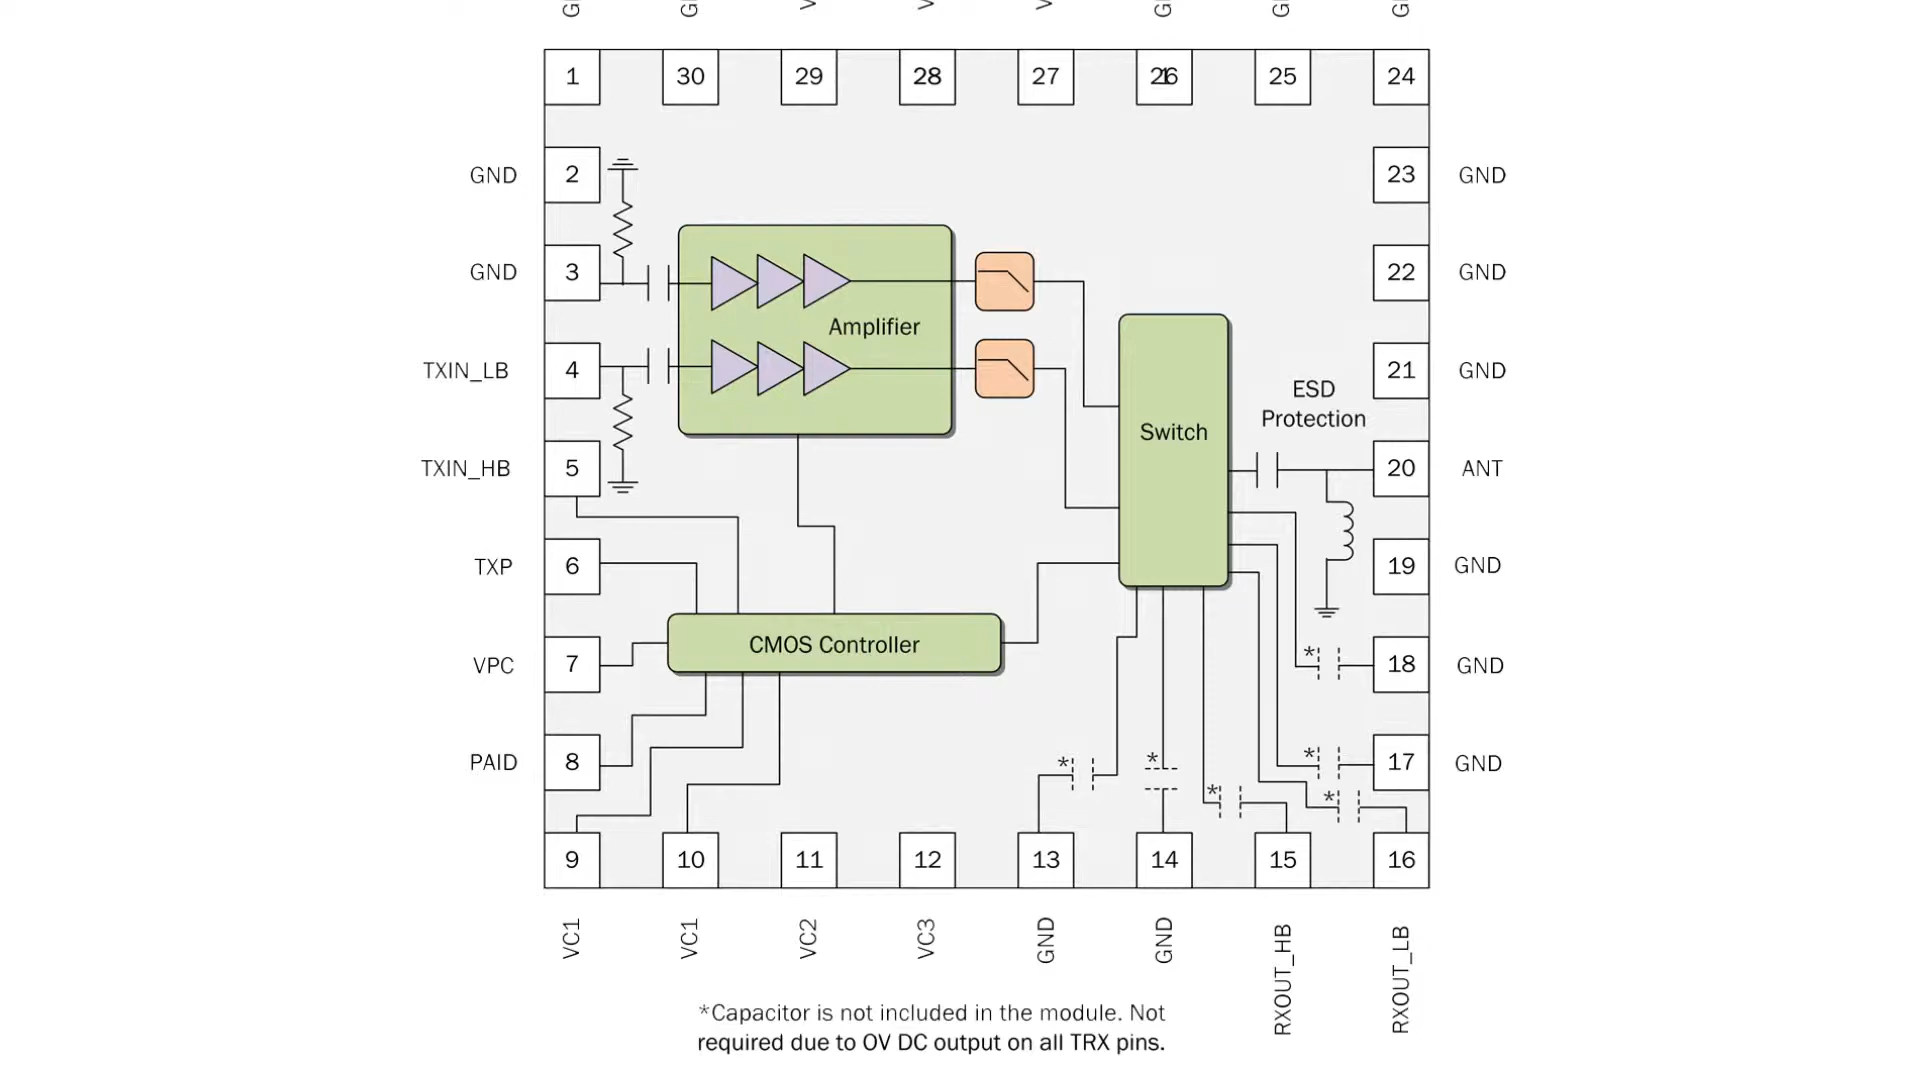 1 30 29 28 27 25 24
GND 2 23 GND
GND 3 22 GND
Amplifier
TXIN_LB 4 21 GND
ESD
Protection
Switch
TXIN_HB 5 20 ANT
TXP 6 19 GND
CMOS Controller
VPC 7 * 18 GND
PAID 8 * * * 17 GND
* *
9 10 11 12 13 14 15 16
VC1 VC1 VC2 VC3 GND GND RXOUT_HB RXOUT_LB
*Capacitor is not included in the module. Not
required due to 0V DC output on all TRX pins.